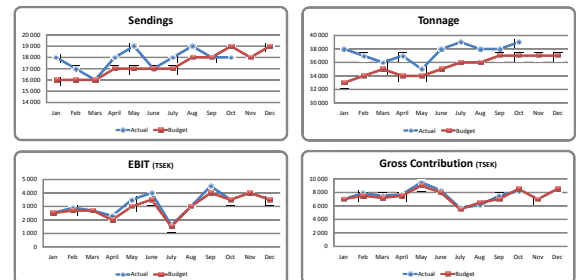 Sendings
20 000
19 000
18 000
17 000
16 000
15 000
14 000
Jan Feb Mars April May June July Aug Sep Oct Nov Dec
Actual Budget
Tonnage
40 000
38 000
36 000
34 000
32 000
30 000
Jan Feb Mars April May June July Aug Sep Oct Nov Dec
Actual Budget
EBIT (TSEK)
5 000
4 000
3 000
2 000
1 000
0
Jan Feb Mars April May June July Aug Sep Oct Nov Dec
Actual Budget
Gross Contribution (TSEK)
10 000
8 000
6 000
4 000
2 000
0
Jan Feb Mars April May June July Aug Sep Oct Nov Dec
Actual Budget